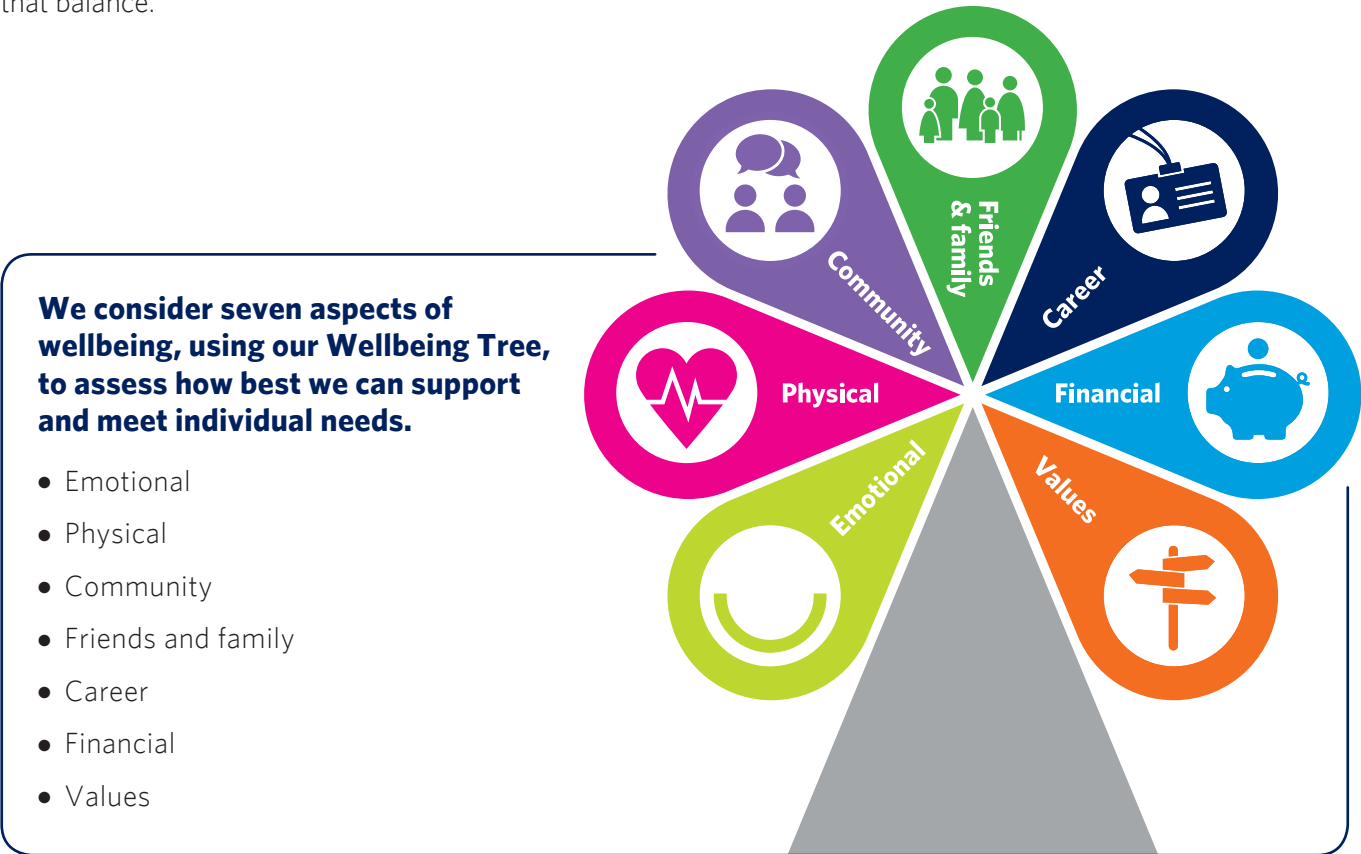 that balance.
We consider seven aspects of
wellbeing, using our Wellbeing Tree,
to assess how best we can support
and meet individual needs.
• Emotional
• Physical
• Community
• Friends and family
• Career
• Financial
• Values
Emotional
Physical
Community
Friends
& family
Career
Financial
Values